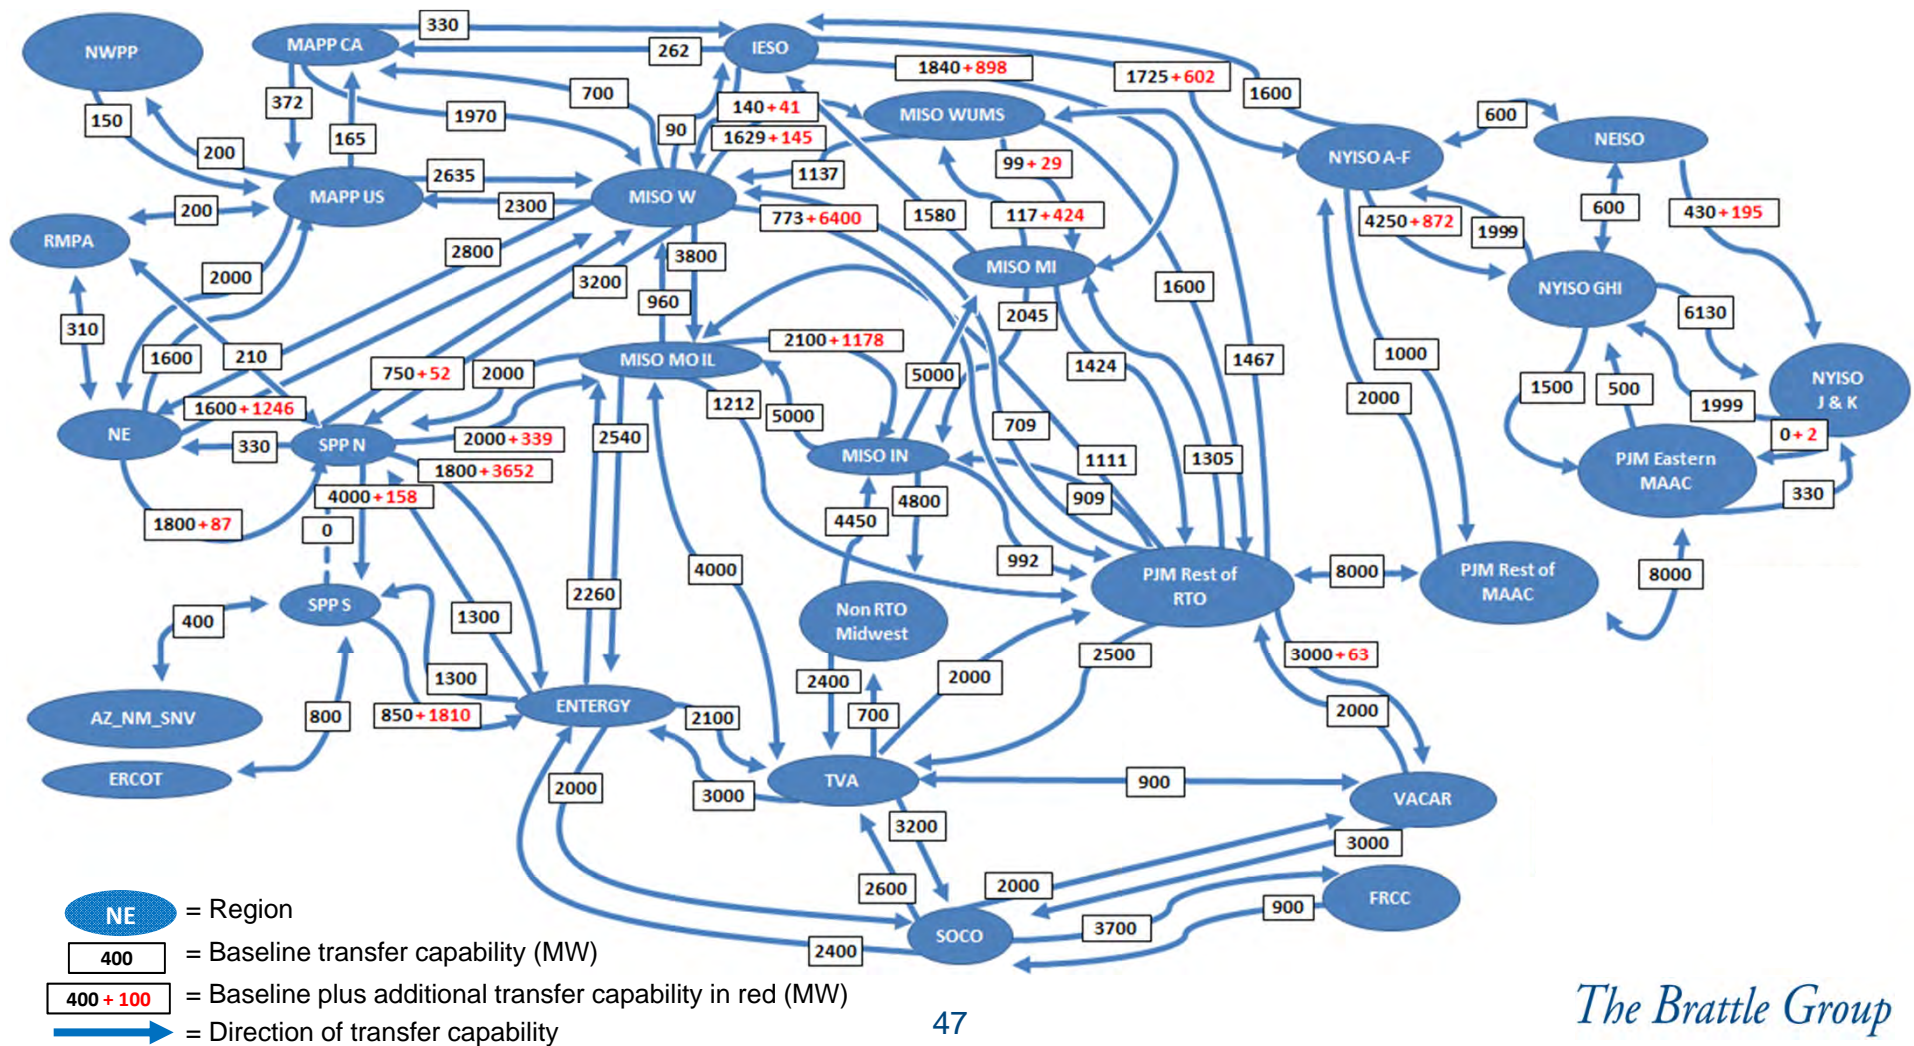 330
NWPP
MAPP CA
IESO
262
1840 + 898
1725 + 602
700
1600
372
1970
140 + 41
MISO WUMS
600
150
90
1629 + 145
NEISO
165
200
99 + 29
NYISO A-F
2635
1137
MAPP US
MISO W
200
2300
773 + 6400
1580
117 + 424
4250 + 872
1999
600
430 + 195
RMPA
2800
3800
2000
3200
MISO MI
1600
NYISO GHI
960
2045
6130
310
1600
210
MISO MO IL
2100 + 1178
1467
1000
750 + 52
2000
5000
1424
NYISO
J & K
1500
500
1600 + 1246
1212
5000
2000
1999
NE
330
SPP N
2000 + 339
2540
709
0 + 2
MISO IN
1111
1305
PJM Eastern
MAAC
1800 + 3652
4000 + 158
909
330
1800 + 87
0
4450
4800
992
4000
8000
8000
PJM Rest of
RTO
PJM Rest of
MAAC
SPP S
2260
Non RTO
Midwest
400
1300
1300
2400
2000
2500
3000 + 63
AZ_NM_SNV
800
850 + 1810
ENTERGY
2100
700
2000
ERCOT
2000
3000
TVA
900
VACAR
3200
3000
2600
2000
FRCC
900
2400
SOCO
3700
NE = Region
400 = Baseline transfer capability (MW)
400 + 100 = Baseline plus additional transfer capability in red (MW)
= Direction of transfer capability
47
The Brattle Group